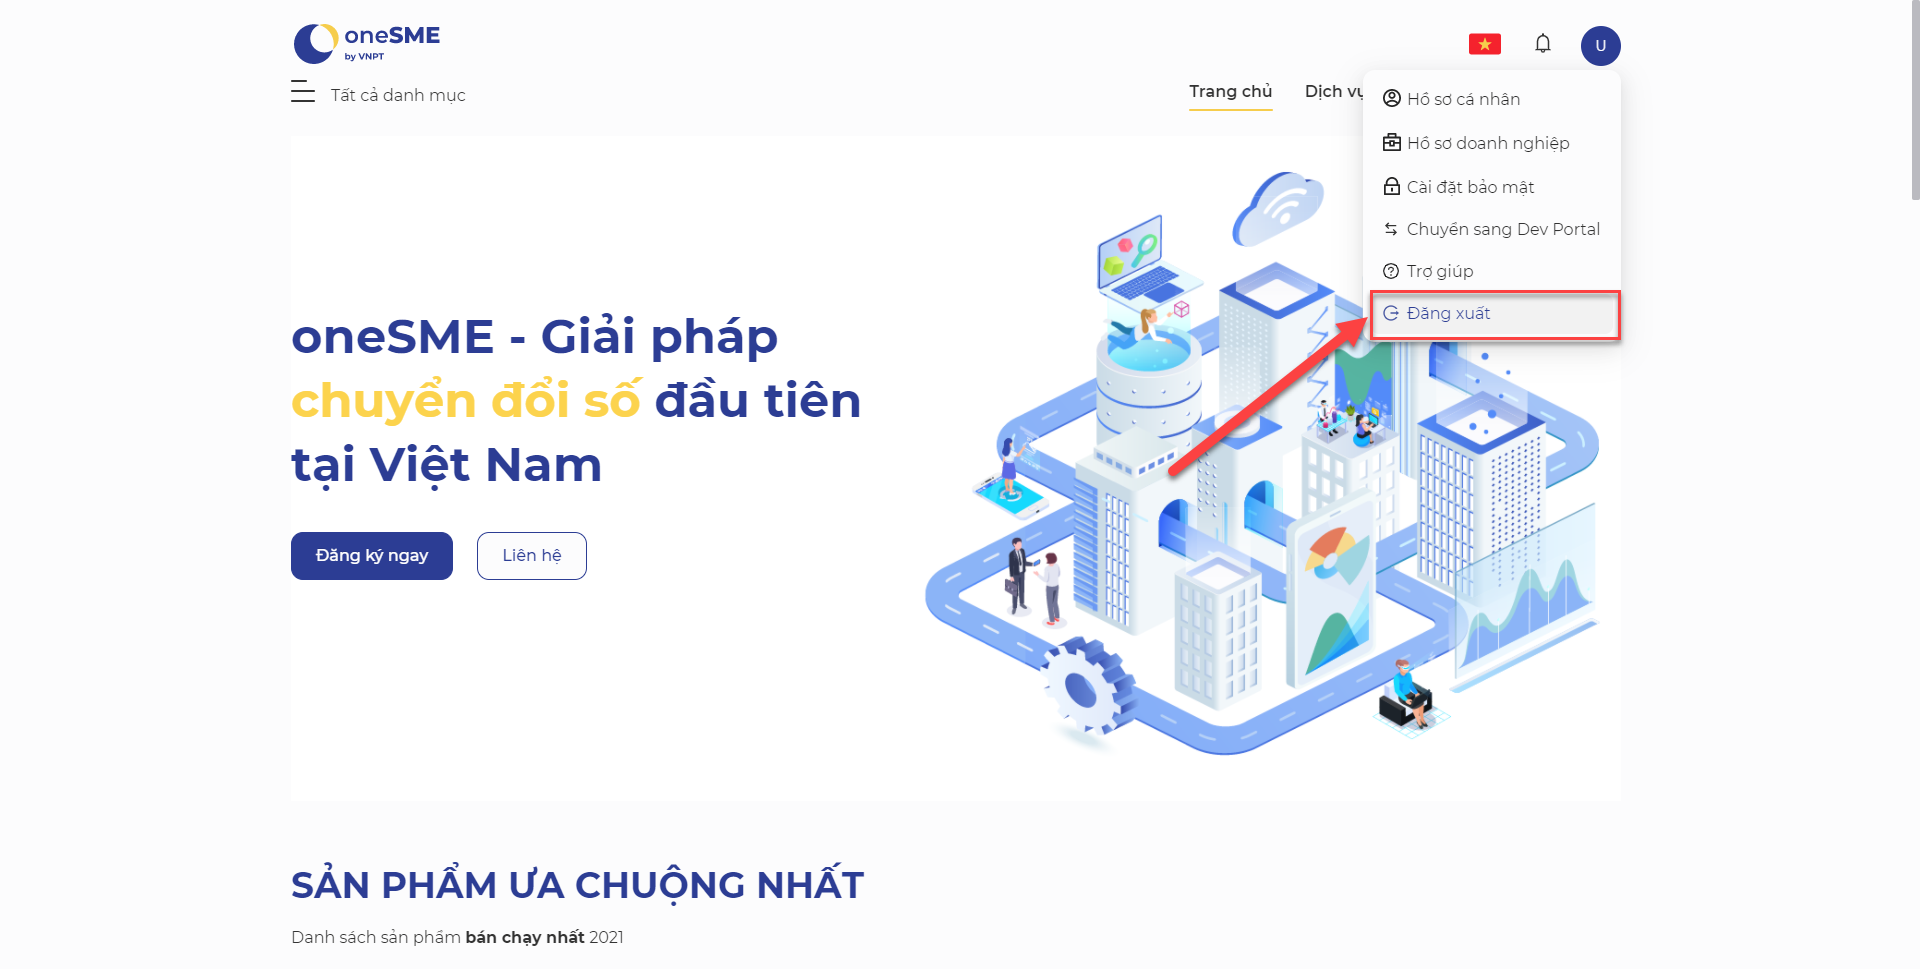 oneSME
by VNPT
U
Tất cả danh mục
Trang chủ
Dịch vụ
Hồ sơ cá nhân
Hồ sơ doanh nghiệp
Cài đặt bảo mật
Chuyển sang Dev Portal
Trợ giúp
Đăng xuất
oneSME - Giải pháp
chuyển đổi số đầu tiên
tại Việt Nam
Đăng ký ngay
Liên hệ
SẢN PHẨM ƯA CHUỘNG NHẤT
Danh sách sản phẩm bán chạy nhất 2021